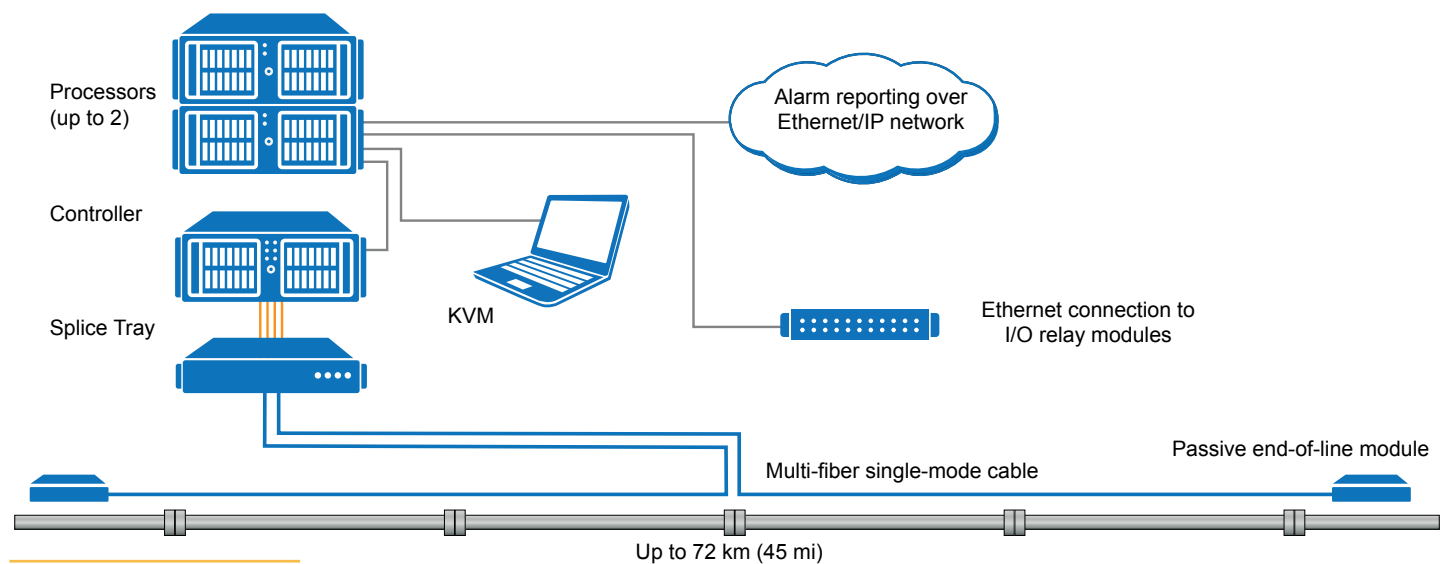 Processors
(up to 2)
Alarm reporting over
Ethernet/IP network
Controller
KVM
Ethernet connection to
I/O relay modules
Splice Tray
Passive end-of-line module
Multi-fiber single-mode cable
Up to 72 km (45 mi)